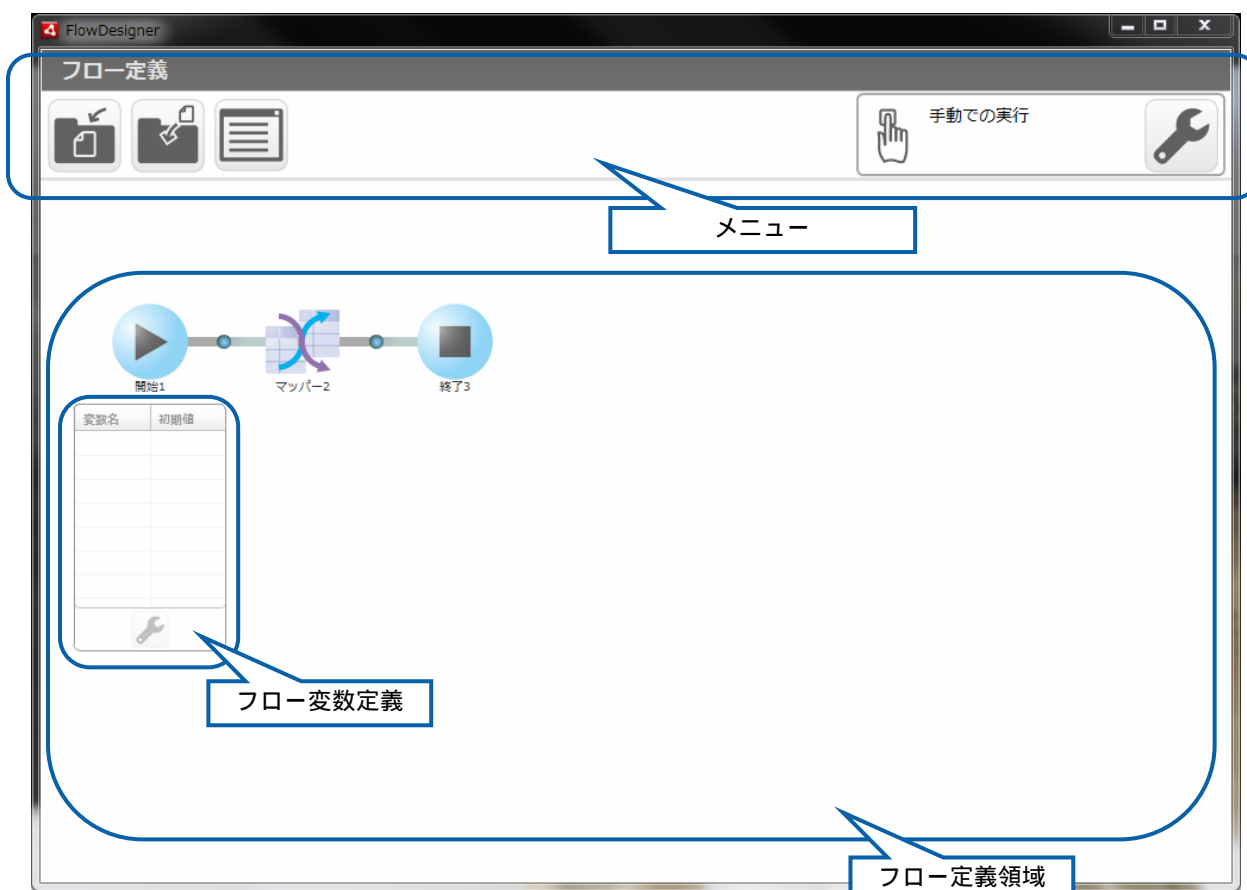 FlowDesigner
フロー定義
手動での実行
メニュー
開始1
マッパー2
終了3
変数名
初期値
フロー変数定義
フロー定義領域